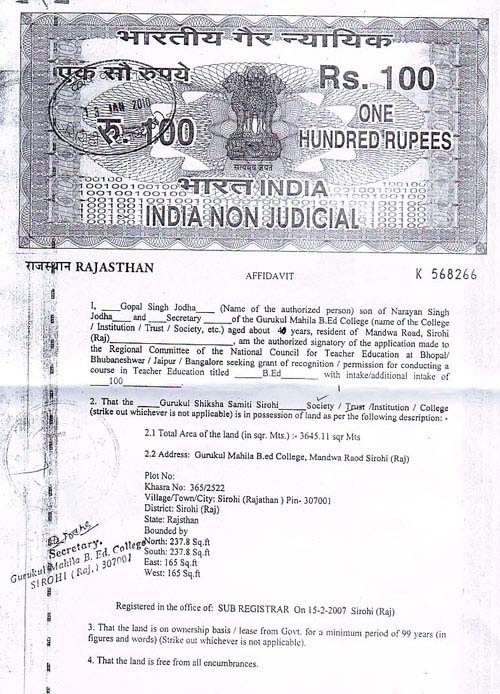 भारतीय गैर न्यायिक
एक सौ रुपये
Rs. 100
JAN 2010
रु. 100
ONE
HUNDRED RUPEES
सत्यमेव जयते
भारत INDIA
INDIA NON JUDICIAL
राजस्थान RAJASTHAN
AFFIDAVIT
K 568266
I, Gopal Singh Jodha (Name of the authorized person) son of Narayan Singh
Jodha and Secretary of the Gurukul Mahila B.Ed College (name of the College
/ Institution / Trust / Society, etc.) aged about 40 years, resident of Mandwa Road, Sirohi
(Raj), am the authorized signatory of the application made to
the Regional Committee of the National Council for Teacher Education at Bhopal/
Bhubaneshwar / Jaipur / Bangalore seeking grant of recognition / permission for conducting a
course in Teacher Education titled B.Ed with intake/additional intake of
100
2. That the Gurukul Shiksha Samiti Sirohi Society / Trust /Institution / College
(strike out whichever is not applicable) is in possession of land as per the following description: -
2.1 Total Area of the land (in sqr. Mts.) :- 3645.11 sqr Mts
2.2 Address: Gurukul Mahila B.ed College, Mandwa Raod Sirohi (Raj)
Plot No:
Khasra No: 365/2522
Village/Town/City: Sirohi (Rajathan ) Pin- 307001
District: Sirohi (Raj)
State: Rajsthan
Bounded by
North: 237.8 Sq.ft
South: 237.8 Sq.ft
East: 165 Sq.ft
West: 165 Sq.ft
Secretary,
Gurukul Mahila B. Ed. College
SIROHI (Raj.) 307001
Registered in the office of: SUB REGISTRAR On 15-2-2007 Sirohi (Raj)
3. That the land is on ownership basis / lease from Govt. for a minimum period of 99 years (in
figures and words) (Strike out whichever is not applicable).
4. That the land is free from all encumbrances.